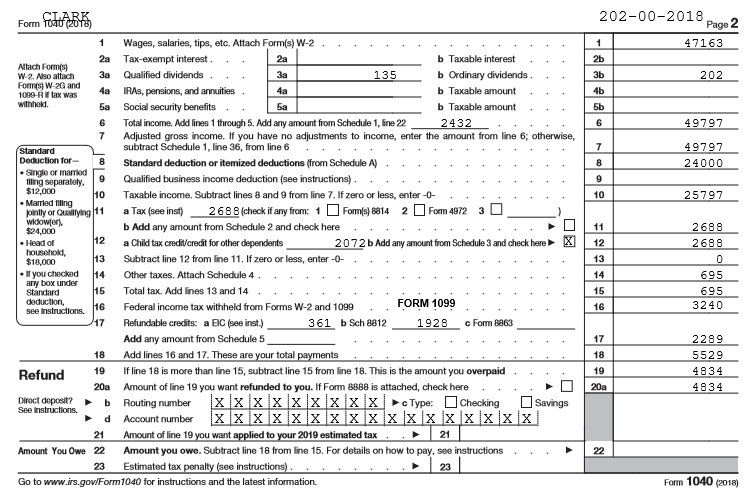 CLARK 202-00-2018
Form 1040 (2018) Page 2
1 Wages, salaries, tips, etc. Attach Form(s) W-2 . . . . . . . . . . . . . . . . 1 47163
Attach Form(s) W-2. Also attach Form(s) W-2G and 1099-R if tax was withheld.
2a Tax-exempt interest . . . 2a b Taxable interest 2b
3a Qualified dividends . . . 3a 135 b Ordinary dividends . 3b 202
4a IRAs, pensions, and annuities . 4a b Taxable amount 4b
5a Social security benefits . . 5a b Taxable amount 5b
6 Total income. Add lines 1 through 5. Add any amount from Schedule 1, line 22 2432 6 49797
7 Adjusted gross income. If you have no adjustments to income, enter the amount from line 6; otherwise,
subtract Schedule 1, line 36, from line 6 7 49797
Standard Deduction for—
• Single or married filing separately, $12,000
• Married filing jointly or Qualifying widow(er), $24,000
• Head of household, $18,000
• If you checked any box under Standard deduction, see instructions.
8 Standard deduction or itemized deductions (from Schedule A) 8 24000
9 Qualified business income deduction (see instructions) . 9
10 Taxable income. Subtract lines 8 and 9 from line 7. If zero or less, enter -0- 10 25797
11 a Tax (see inst) 2688 (check if any from: 1 Form(s) 8814 2 Form 4972 3 )
b Add any amount from Schedule 2 and check here ▶ 11 2688
12 a Child tax credit/credit for other dependents 2072 b Add any amount from Schedule 3 and check here ▶ X 12 2688
13 Subtract line 12 from line 11. If zero or less, enter -0- 13 0
14 Other taxes. Attach Schedule 4 . 14 695
15 Total tax. Add lines 13 and 14 15 695
16 Federal income tax withheld from Forms W-2 and 1099 FORM 1099 16 3240
17 Refundable credits: a EIC (see inst.) 361 b Sch 8812 1928 c Form 8863
Add any amount from Schedule 5 17 2289
18 Add lines 16 and 17. These are your total payments 18 5529
Refund 19 If line 18 is more than line 15, subtract line 15 from line 18. This is the amount you overpaid 19 4834
20a Amount of line 19 you want refunded to you. If Form 8888 is attached, check here ▶ 20a 4834
Direct deposit? See instructions.
▶ b Routing number X X X X X X X X X ▶ c Type: Checking Savings
▶ d Account number X X X X X X X X X X X X X X X X X
21 Amount of line 19 you want applied to your 2019 estimated tax . . ▶ 21
Amount You Owe 22 Amount you owe. Subtract line 18 from line 15. For details on how to pay, see instructions . . . ▶ 22
23 Estimated tax penalty (see instructions) . . . . . . . . ▶ 23
Go to www.irs.gov/Form1040 for instructions and the latest information. Form 1040 (2018)